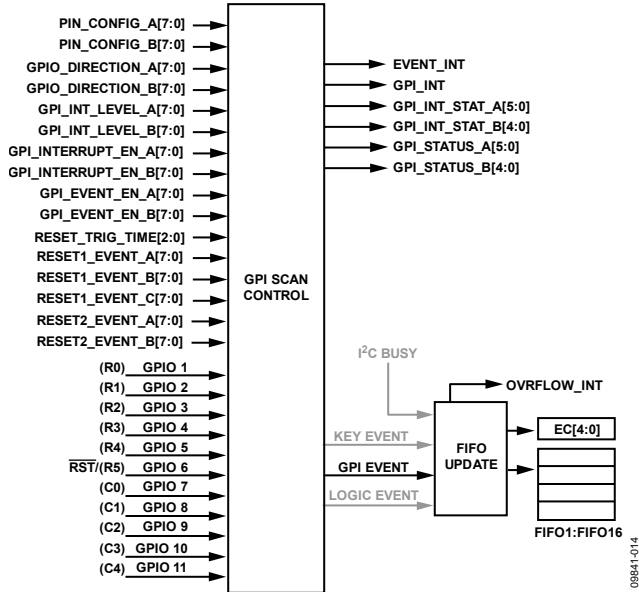 PIN_CONFIG_A[7:0]
PIN_CONFIG_B[7:0]
GPIO_DIRECTION_A[7:0]
GPIO_DIRECTION_B[7:0]
GPI_INT_LEVEL_A[7:0]
GPI_INT_LEVEL_B[7:0]
GPI_INTERRUPT_EN_A[7:0]
GPI_INTERRUPT_EN_B[7:0]
GPI_EVENT_EN_A[7:0]
GPI_EVENT_EN_B[7:0]
RESET_TRIG_TIME[2:0]
RESET1_EVENT_A[7:0]
RESET1_EVENT_B[7:0]
RESET1_EVENT_C[7:0]
RESET2_EVENT_A[7:0]
RESET2_EVENT_B[7:0]
(R0) GPIO 1
(R1) GPIO 2
(R2) GPIO 3
(R3) GPIO 4
(R4) GPIO 5
RST/(R5) GPIO 6
(C0) GPIO 7
(C1) GPIO 8
(C2) GPIO 9
(C3) GPIO 10
(C4) GPIO 11
GPI SCAN
CONTROL
EVENT_INT
GPI_INT
GPI_INT_STAT_A[5:0]
GPI_INT_STAT_B[4:0]
GPI_STATUS_A[5:0]
GPI_STATUS_B[4:0]
I2C BUSY
KEY EVENT
GPI EVENT
LOGIC EVENT
FIFO
UPDATE
OVRFLOW_INT
EC[4:0]
FIFO1:FIFO16
09841-014